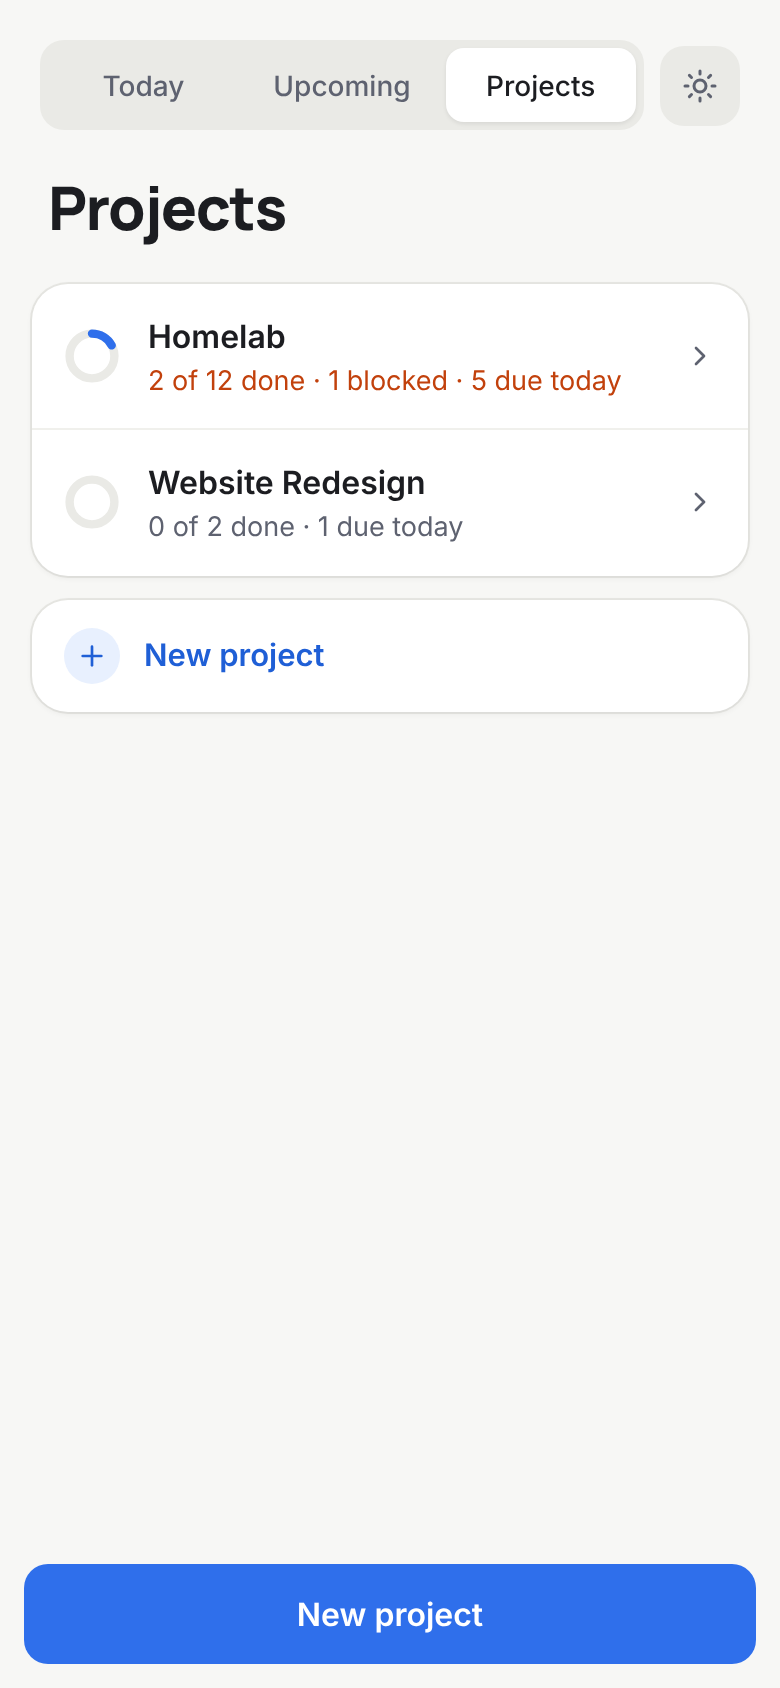 Today Upcoming Projects
Projects
Homelab
2 of 12 done · 1 blocked · 5 due today
Website Redesign
0 of 2 done · 1 due today
New project
New project